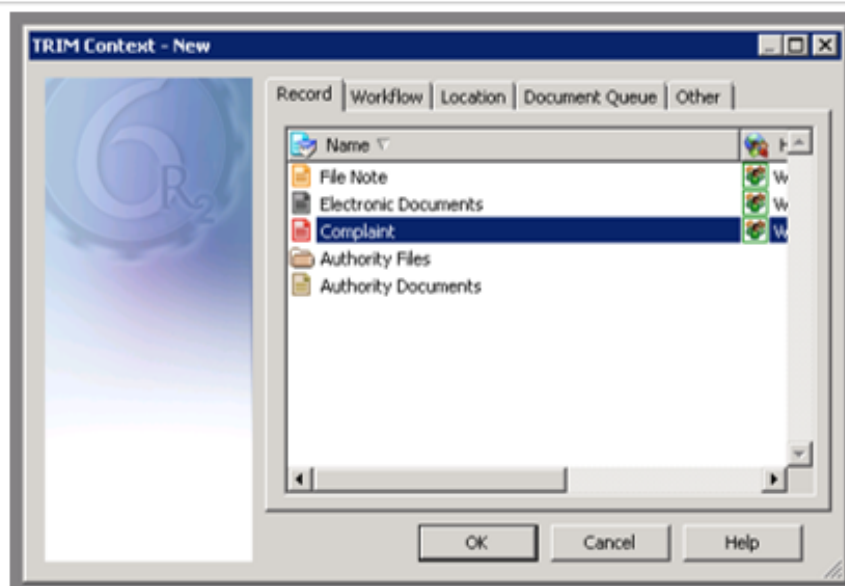 TRIM Context - New
6R2
Record Workflow Location Document Queue Other
Name
File Note
Electronic Documents
Complaint
Authority Files
Authority Documents
OK Cancel Help